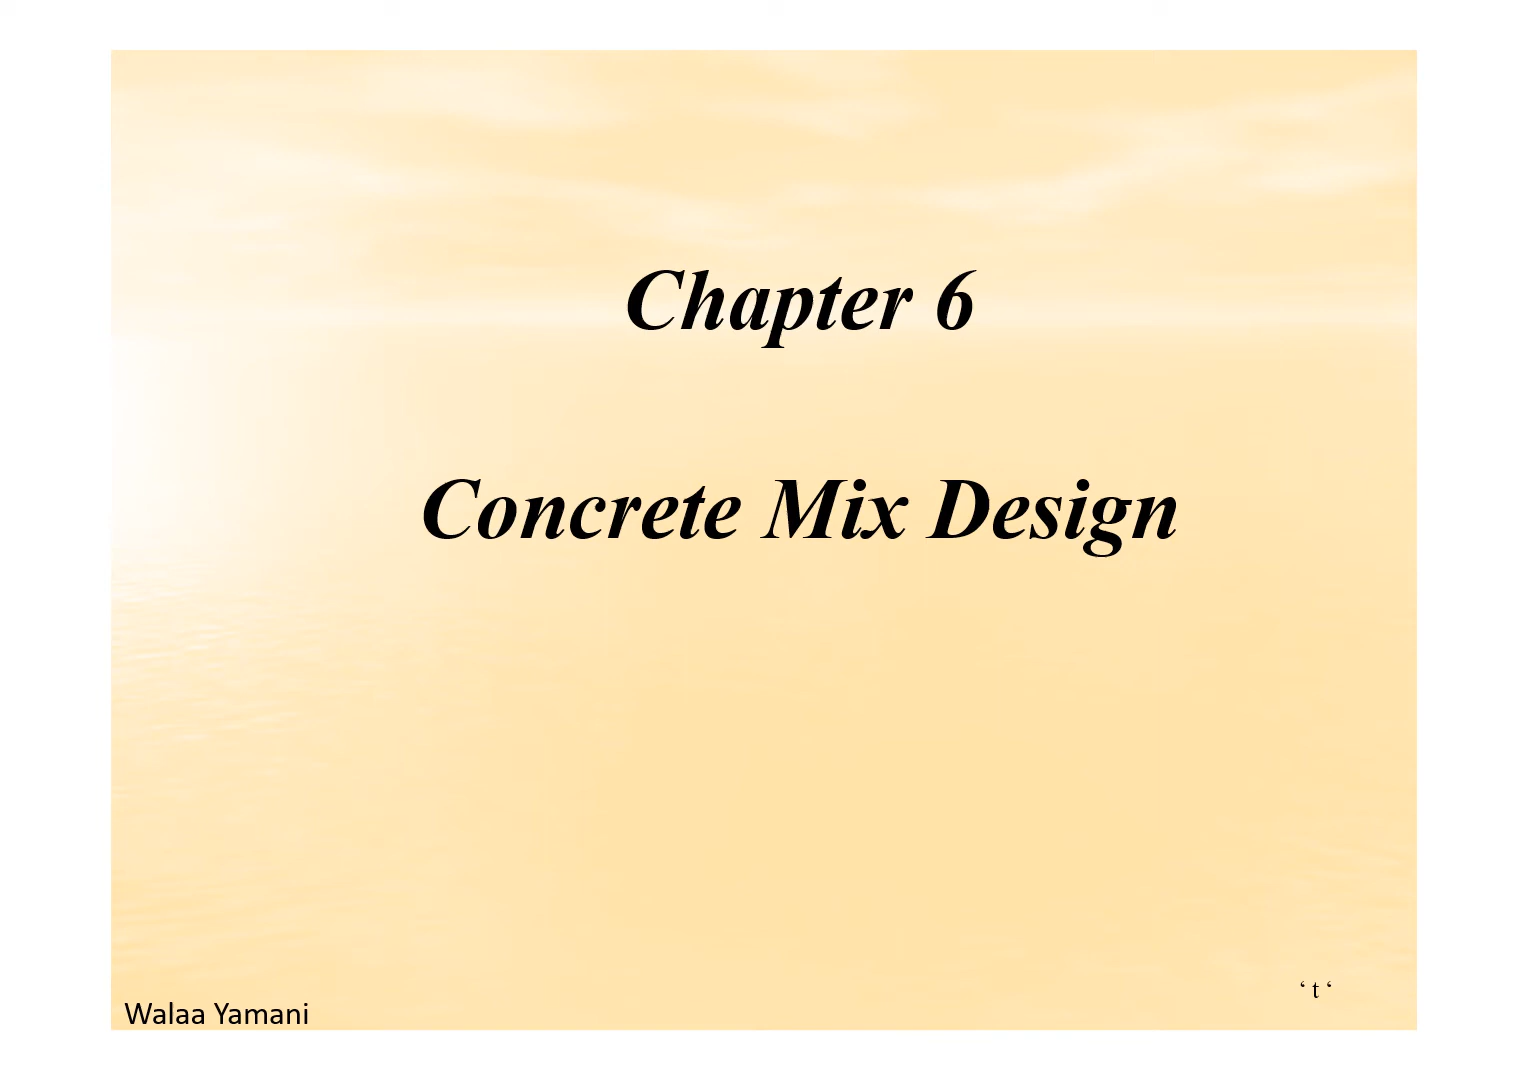 Chapter 6
Concrete Mix Design
‘ t ‘
Walaa Yamani